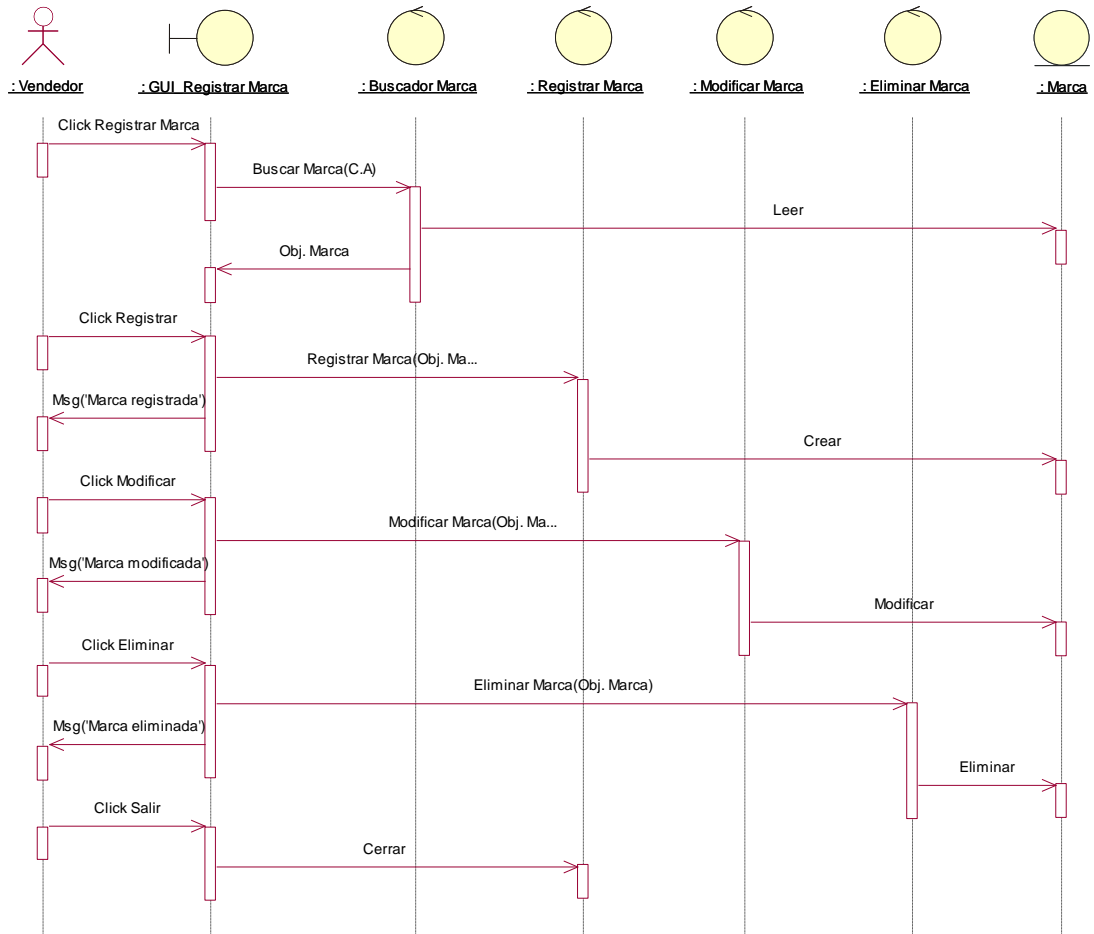 : Vendedor
: GUI_Registrar Marca
: Buscador Marca
: Registrar Marca
: Modificar Marca
: Eliminar Marca
: Marca
Click Registrar Marca
Buscar Marca(C.A)
Leer
Obj. Marca
Click Registrar
Registrar Marca(Obj. Ma...
Msg('Marca registrada')
Crear
Click Modificar
Modificar Marca(Obj. Ma...
Msg('Marca modificada')
Modificar
Click Eliminar
Eliminar Marca(Obj. Marca)
Msg('Marca eliminada')
Eliminar
Click Salir
Cerrar